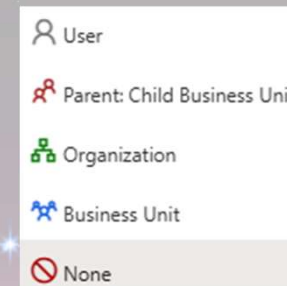 User
Parent: Child Business Uni
Organization
Business Unit
None